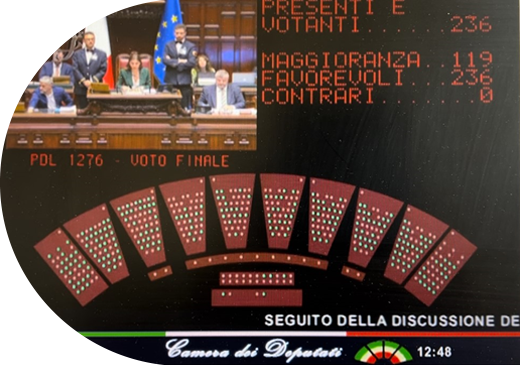 PRESENTI E
VOTANTI......236
MAGGIORANZA..119
FAVOREVOLI...236
CONTRARI.......0
PDL 1276 - VOTO FINALE
SEGUITO DELLA DISCUSSIONE DE
Camera dei Deputati
12:48